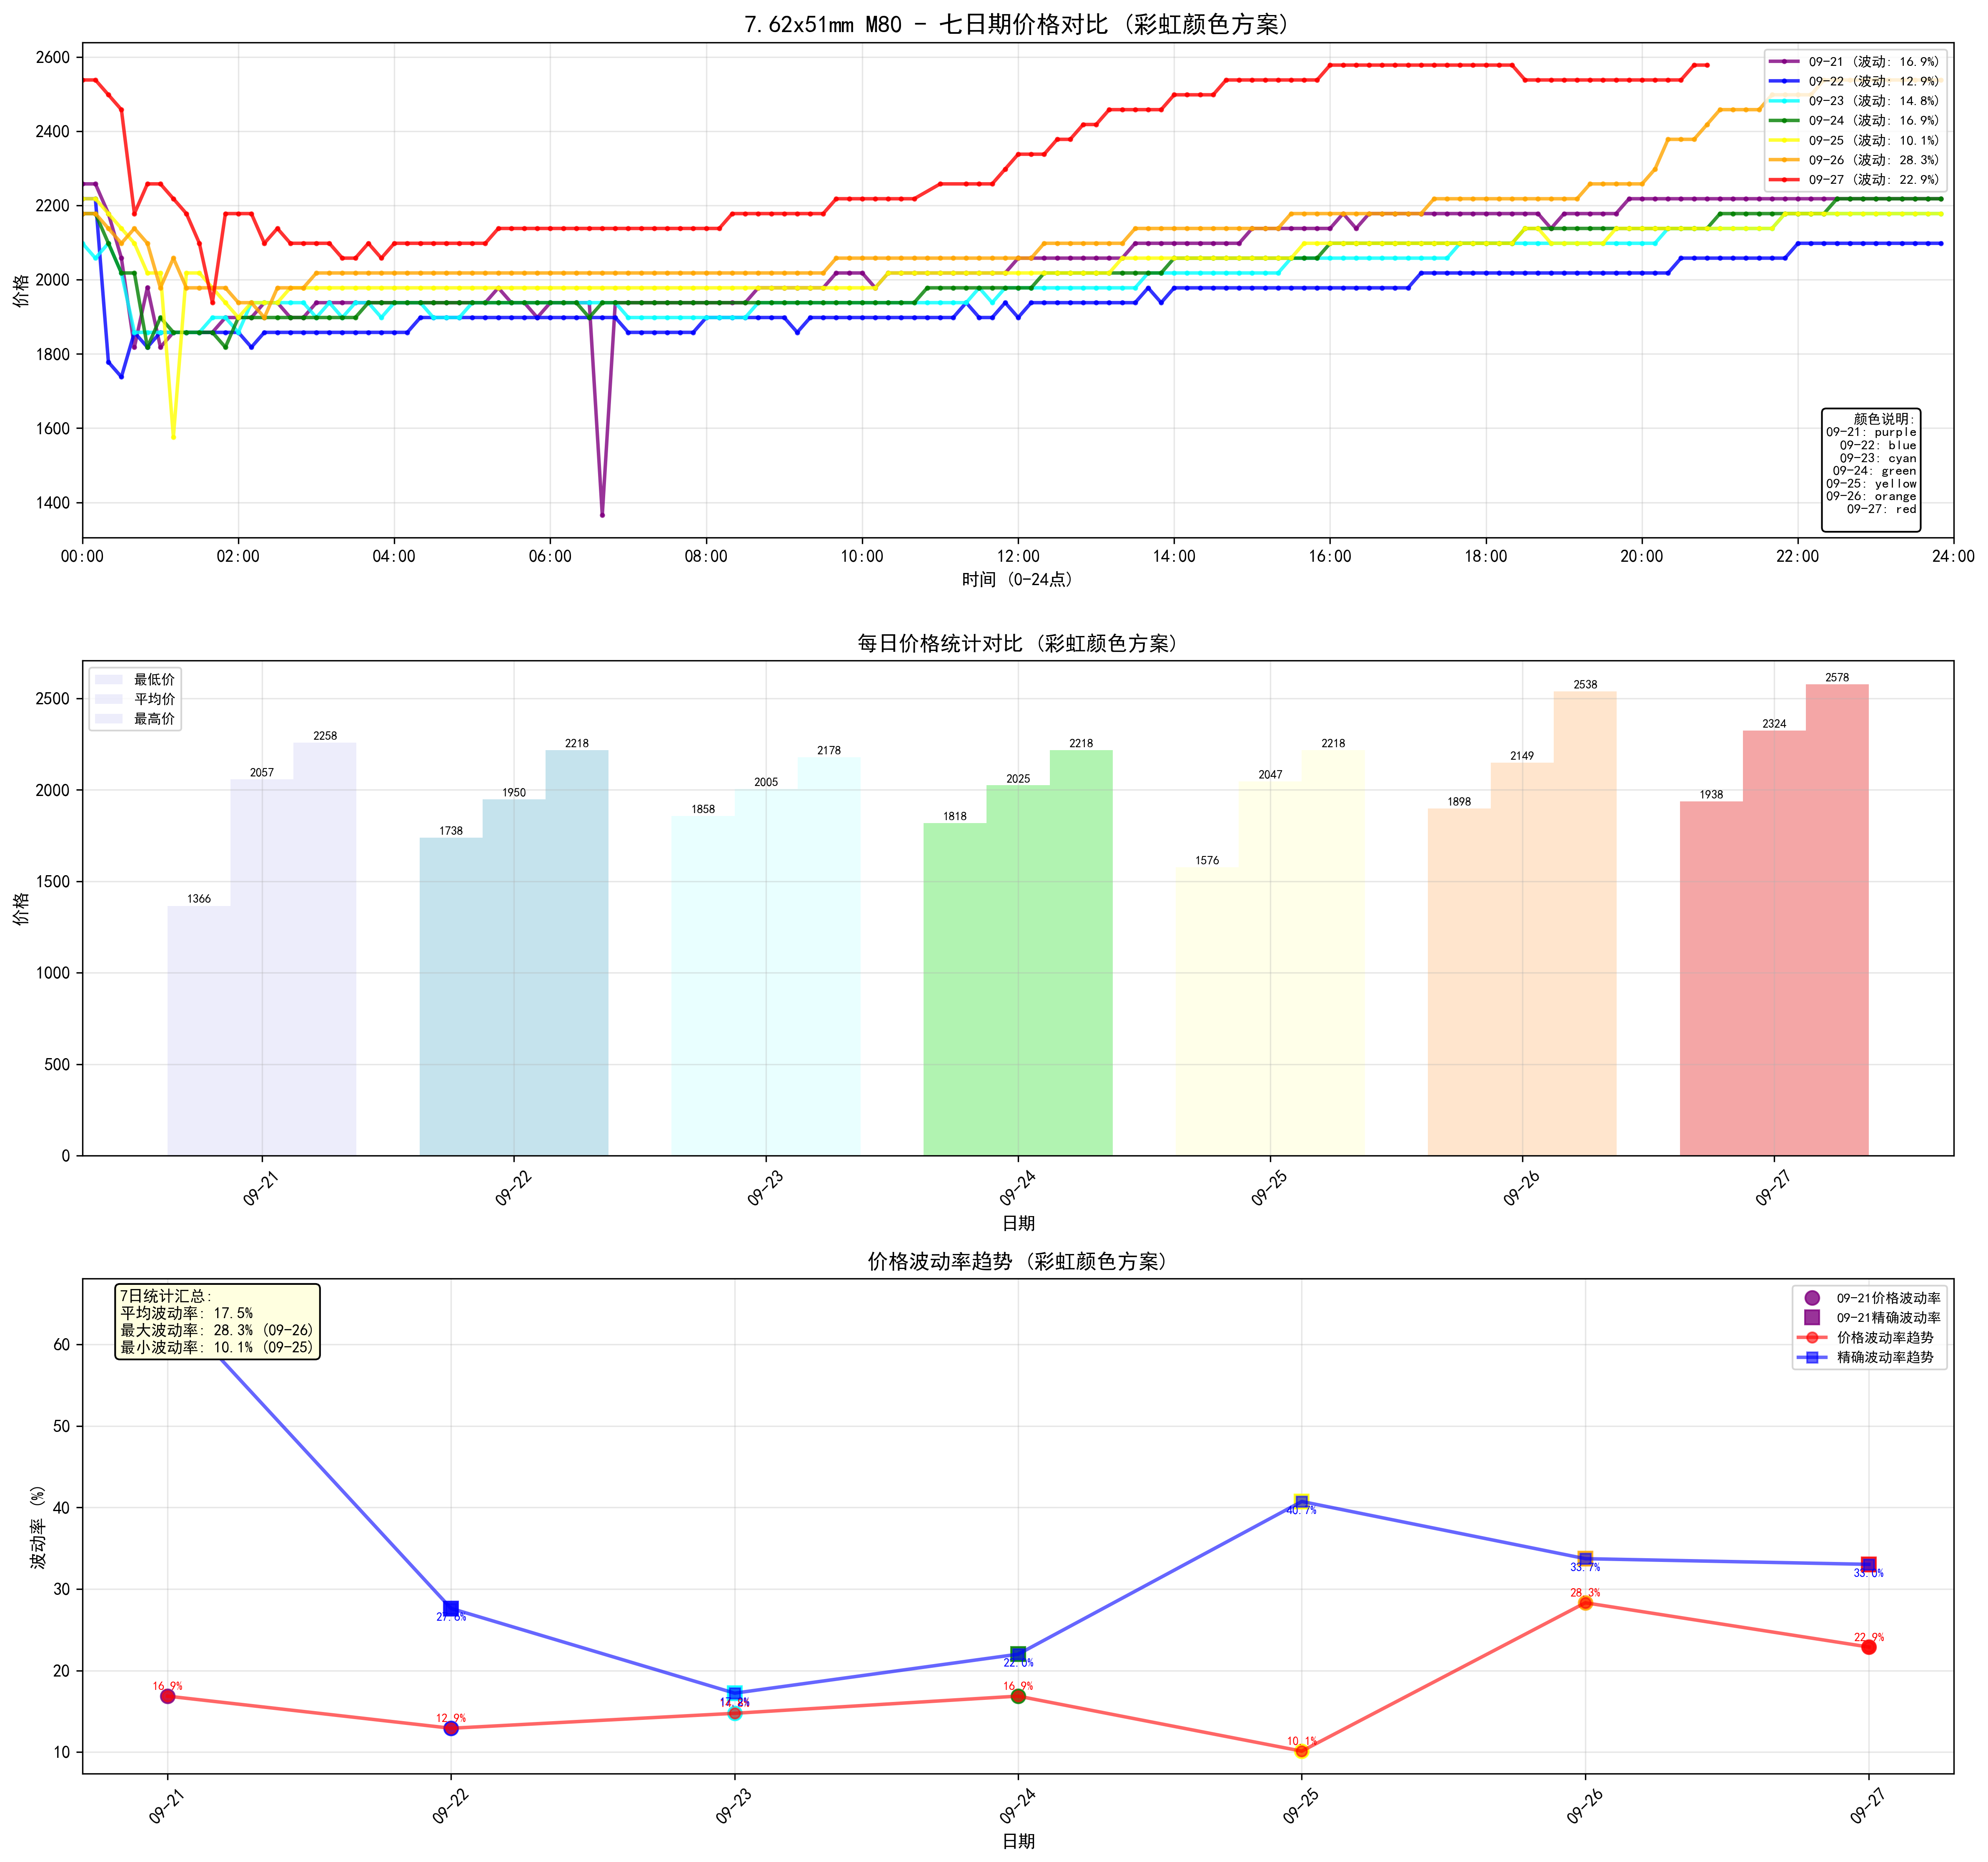 7.62x51mm M80 - 七日期价格对比 (彩虹颜色方案)
价格
2600
2400
2200
2000
1800
1600
1400
09-21 (波动: 16.9%)
09-22 (波动: 12.9%)
09-23 (波动: 14.8%)
09-24 (波动: 16.9%)
09-25 (波动: 10.1%)
09-26 (波动: 28.3%)
09-27 (波动: 22.9%)
颜色说明:
09-21: purple
09-22: blue
09-23: cyan
09-24: green
09-25: yellow
09-26: orange
09-27: red
00:00 02:00 04:00 06:00 08:00 10:00 12:00 14:00 16:00 18:00 20:00 22:00 24:00
时间 (0-24点)
每日价格统计对比 (彩虹颜色方案)
价格
2500
2000
1500
1000
500
0
最低价
平均价
最高价
1366 2057 2258
1738 1950 2218
1858 2005 2178
1818 2025 2218
1576 2047 2218
1898 2149 2538
1938 2324 2578
09-21 09-22 09-23 09-24 09-25 09-26 09-27
日期
价格波动率趋势 (彩虹颜色方案)
波动率 (%)
60
50
40
30
20
10
7日统计汇总:
平均波动率: 17.5%
最大波动率: 28.3% (09-26)
最小波动率: 10.1% (09-25)
09-21价格波动率
09-21精确波动率
价格波动率趋势
精确波动率趋势
27.6%
22.0%
40.7%
33.7%
33.0%
16.9%
12.9%
16.9%
10.1%
28.3%
22.9%
09-21 09-22 09-23 09-24 09-25 09-26 09-27
日期